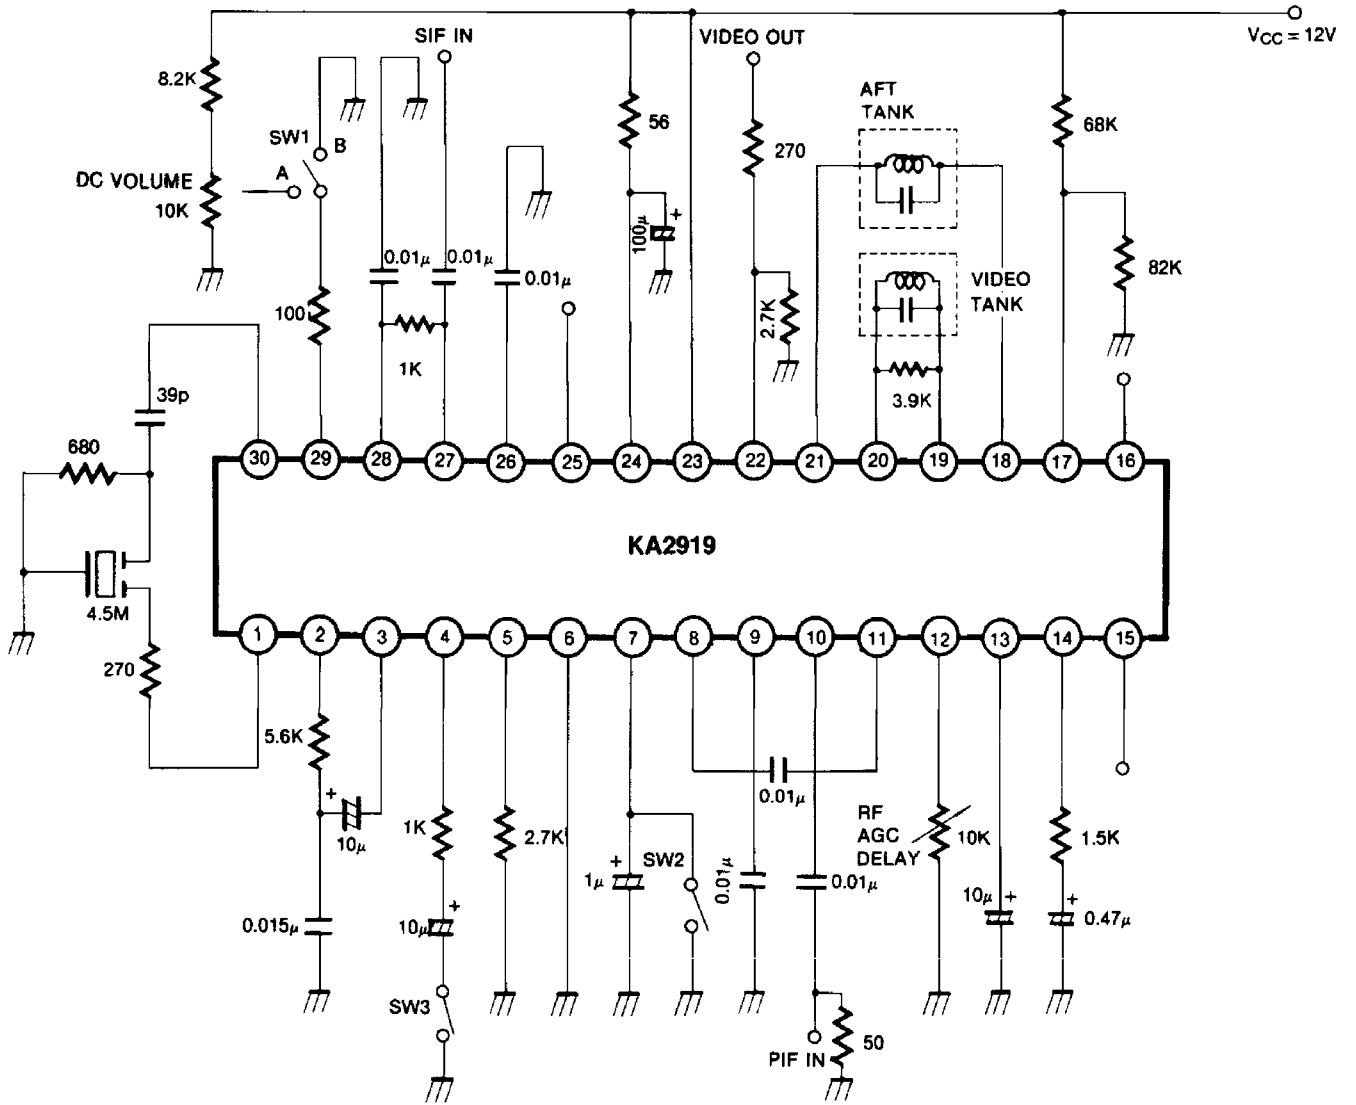 SIF IN
VIDEO OUT
VCC = 12V
8.2K
SW1
B
A
DC VOLUME
10K
56
270
AFT
TANK
68K
0.01μ
0.01μ
0.01μ
100μ
+
2.7K
VIDEO
TANK
82K
100
1K
3.9K
39p
680
30
29
28
27
26
25
24
23
22
21
20
19
18
17
16
KA2919
4.5M
1
2
3
4
5
6
7
8
9
10
11
12
13
14
15
270
5.6K
+
10μ
0.01μ
1K
2.7K
+
1μ
SW2
0.01μ
0.01μ
RF
AGC
DELAY
10K
1.5K
0.015μ
10μ
+
10μ
+
+
0.47μ
SW3
PIF IN
50